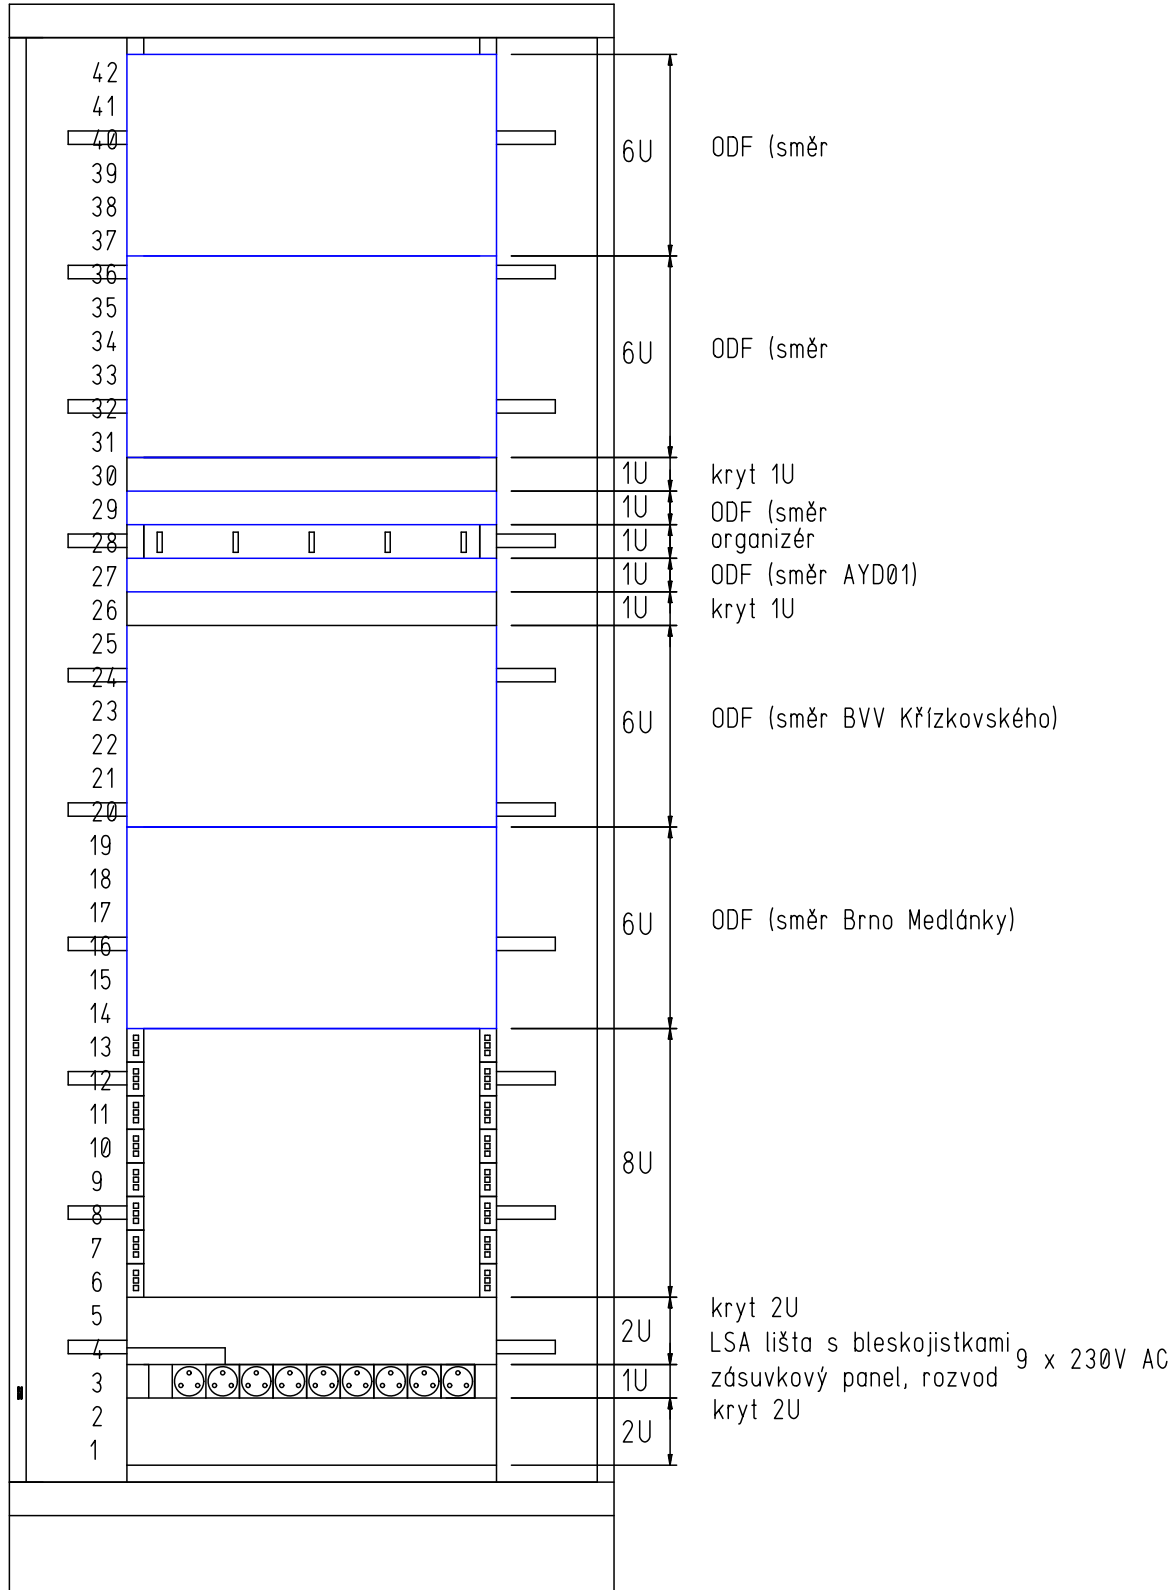 42
41
40
39
38
37
6U ODF (směr
36
35
34
33
32
31
6U ODF (směr
30 1U kryt 1U
29 1U ODF (směr
28 1U organizér
27 1U ODF (směr AYD01)
26 1U kryt 1U
25
24
23
22
21
20
6U ODF (směr BVV Křízkovského)
19
18
17
16
15
14
6U ODF (směr Brno Medlánky)
13
12
11
10
9
8
7
6
8U
5
4
2U kryt 2U
LSA lišta s bleskojistkami
3 1U zásuvkový panel, rozvod 9 x 230V AC
2
1
2U kryt 2U